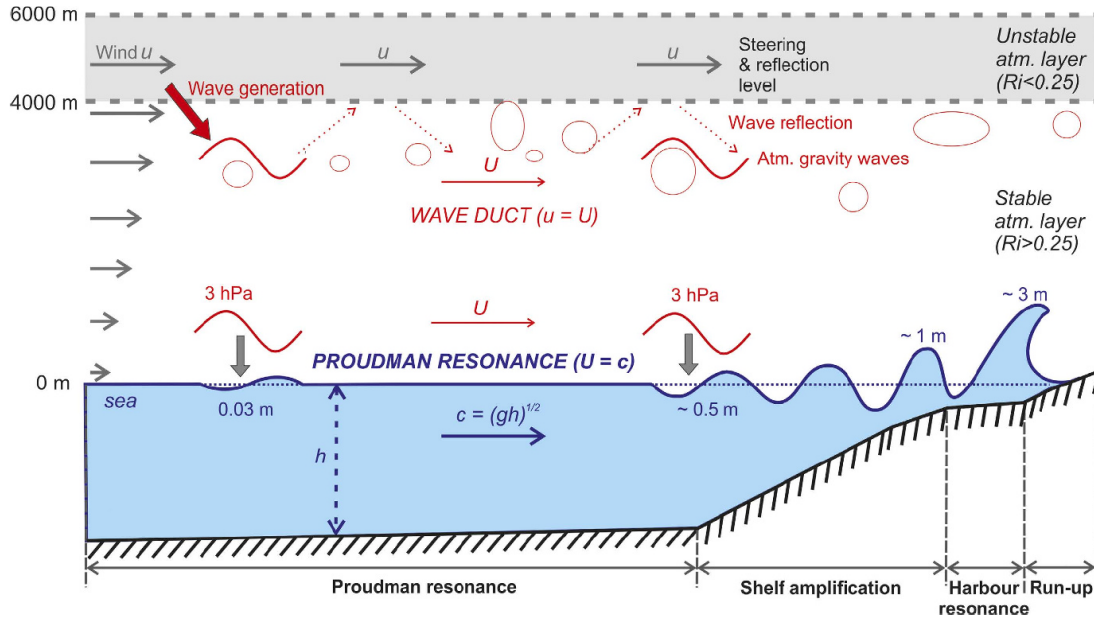 6000 m
Wind u
u
u
Steering
& reflection
level
Unstable
atm. layer
(Ri<0.25)
Wave generation
4000 m
Wave reflection
Atm. gravity waves
U
WAVE DUCT (u = U)
Stable
atm. layer
(Ri>0.25)
3 hPa
U
3 hPa
~ 3 m
~ 1 m
PROUDMAN RESONANCE (U = c)
0 m
sea
0.03 m
~ 0.5 m
c = (gh)^1/2
h
Proudman resonance
Shelf amplification
Harbour
resonance
Run-up